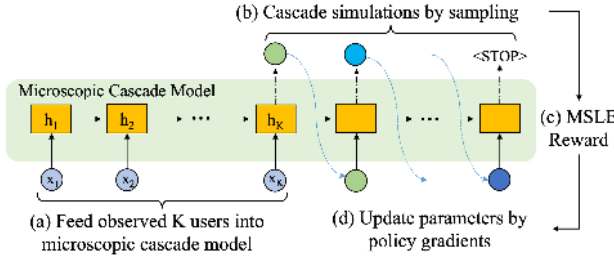 (b) Cascade simulations by sampling
<STOP>
Microscopic Cascade Model
h1 h2 ... hK ...
(c) MSLE
Reward
x1 x2 xK
(a) Feed observed K users into
microscopic cascade model
(d) Update parameters by
policy gradients